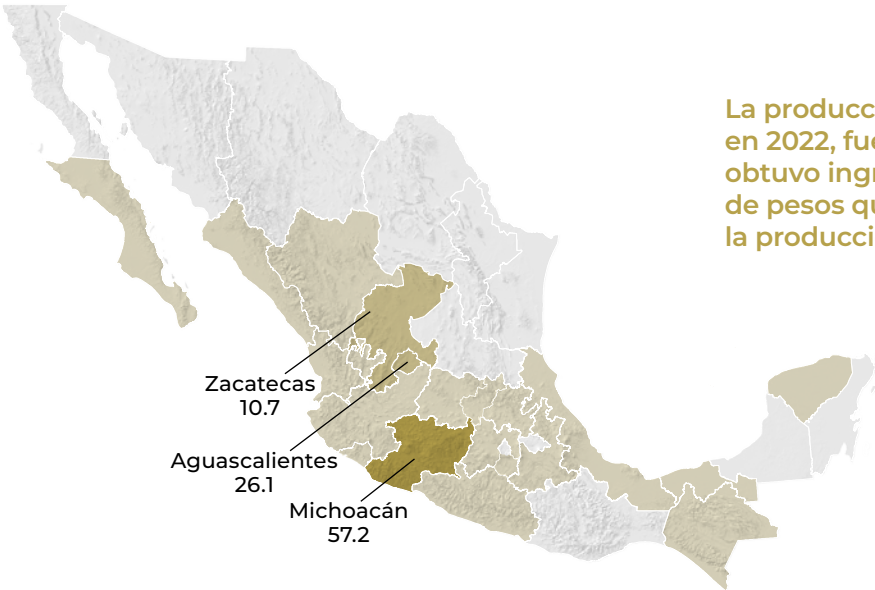 La producc
en 2022, fue
obtuvo ingr
de pesos qu
la producci
Zacatecas
10.7
Aguascalientes
26.1
Michoacán
57.2